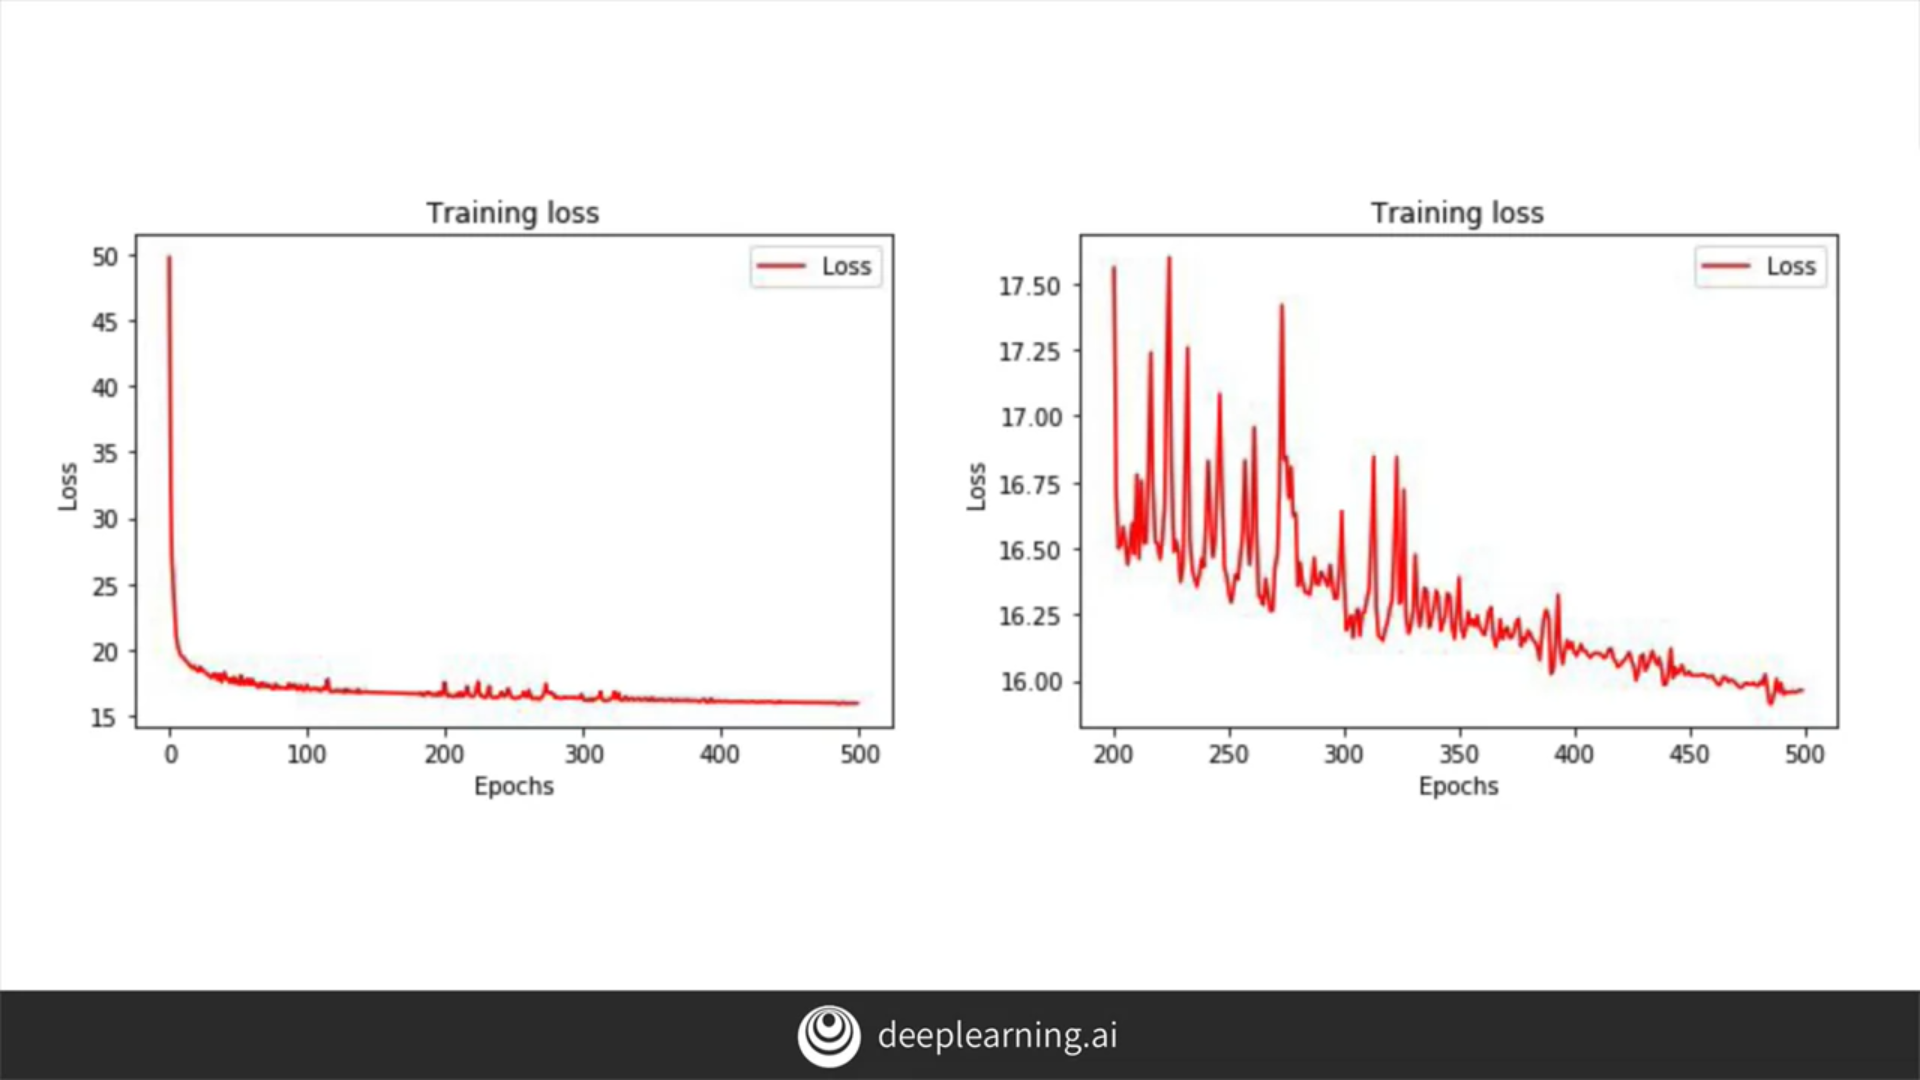 Training loss
Loss
50
45
40
35
30
25
20
15
Loss
0 100 200 300 400 500
Epochs
Training loss
Loss
17.50
17.25
17.00
16.75
16.50
16.25
16.00
Loss
200 250 300 350 400 450 500
Epochs
deeplearning.ai